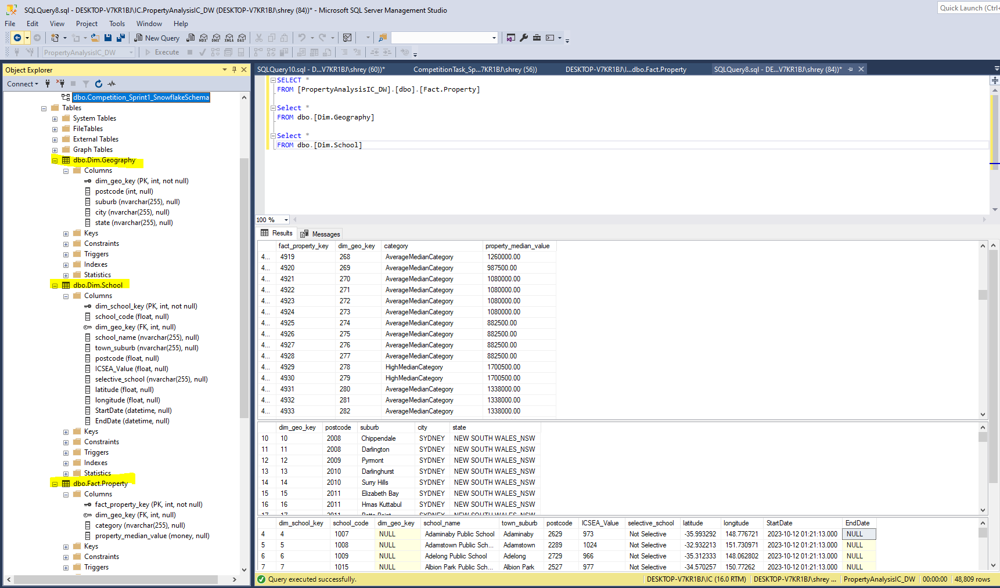 SQLQuery8.sql - DESKTOP-V7KR1BJ\IC.PropertyAnalysisIC_DW (DESKTOP-V7KR1BJ\shrey (84))* - Microsoft SQL Server Management Studio
Quick Launch (Ctrl+
File Edit View Project Tools Window Help
New Query MDX DMX XMLA DAX
PropertyAnalysisIC_DW Execute
Object Explorer
Connect
dbo.Competition_Sprint1_SnowflakeSchema
Tables
System Tables
FileTables
External Tables
Graph Tables
dbo.Dim.Geography
Columns
dim_geo_key (PK, int, not null)
postcode (int, null)
suburb (nvarchar(255), null)
city (nvarchar(255), null)
state (nvarchar(255), null)
Keys
Constraints
Triggers
Indexes
Statistics
dbo.Dim.School
Columns
dim_school_key (PK, int, not null)
school_code (float, null)
dim_geo_key (FK, int, null)
school_name (nvarchar(255), null)
town_suburb (nvarchar(255), null)
postcode (float, null)
ICSEA_Value (float, null)
selective_school (nvarchar(255), null)
latitude (float, null)
longitude (float, null)
StartDate (datetime, null)
EndDate (datetime, null)
Keys
Constraints
Triggers
Indexes
Statistics
dbo.Fact.Property
Columns
fact_property_key (PK, int, not null)
dim_geo_key (FK, int, null)
category (nvarchar(255), null)
property_median_value (money, null)
Keys
Constraints
Triggers
SQLQuery10.sql - D...V7KR1BJ\shrey (60))* CompetitionTask_Sp...7KR1BJ\shrey (56)) DESKTOP-V7KR1BJ\I...dbo.Fact.Property SQLQuery8.sql - DE...V7KR1BJ\shrey (84))*
SELECT *
FROM [PropertyAnalysisIC_DW].[dbo].[Fact.Property]
Select *
FROM dbo.[Dim.Geography]
Select *
FROM dbo.[Dim.School]
100 %
Results Messages
fact_property_key dim_geo_key category property_median_value
4... 4919 268 AverageMedianCategory 1260000.00
4... 4920 269 AverageMedianCategory 987500.00
4... 4921 270 AverageMedianCategory 1080000.00
4... 4922 271 AverageMedianCategory 1080000.00
4... 4923 272 AverageMedianCategory 1080000.00
4... 4924 273 AverageMedianCategory 1080000.00
4... 4925 274 AverageMedianCategory 882500.00
4... 4926 275 AverageMedianCategory 882500.00
4... 4927 276 AverageMedianCategory 882500.00
4... 4928 277 AverageMedianCategory 882500.00
4... 4929 278 HighMedianCategory 1700500.00
4... 4930 279 HighMedianCategory 1700500.00
4... 4931 280 AverageMedianCategory 1338000.00
4... 4932 281 AverageMedianCategory 1338000.00
4... 4933 282 AverageMedianCategory 1338000.00
dim_geo_key postcode suburb city state
10 10 2008 Chippendale SYDNEY NEW SOUTH WALES_NSW
11 11 2008 Darlington SYDNEY NEW SOUTH WALES_NSW
12 12 2009 Pyrmont SYDNEY NEW SOUTH WALES_NSW
13 13 2010 Darlinghurst SYDNEY NEW SOUTH WALES_NSW
14 14 2010 Surry Hills SYDNEY NEW SOUTH WALES_NSW
15 15 2011 Elizabeth Bay SYDNEY NEW SOUTH WALES_NSW
16 16 2011 Hmas Kuttabul SYDNEY NEW SOUTH WALES_NSW
dim_school_key school_code dim_geo_key school_name town_suburb postcode ICSEA_Value selective_school latitude longitude StartDate EndDate
4 4 1007 NULL Adaminaby Public School Adaminaby 2629 973 Not Selective -35.993292 148.776721 2023-10-12 01:21:13.000 NULL
5 5 1008 NULL Adamstown Public Sch... Adamstown 2289 1024 Not Selective -32.932213 151.730971 2023-10-12 01:21:13.000 NULL
6 6 1009 NULL Adelong Public School Adelong 2729 966 Not Selective -35.312333 148.062802 2023-10-12 01:21:13.000 NULL
7 7 1015 NULL Albion Park Public Sch... Albion Park 2527 977 Not Selective -34.570257 150.77262 2023-10-12 01:21:13.000 NULL
Query executed successfully. DESKTOP-V7KR1BJ\IC (16.0 RTM) DESKTOP-V7KR1BJ\shrey ... PropertyAnalysisIC_DW 00:00:00 48,809 rows